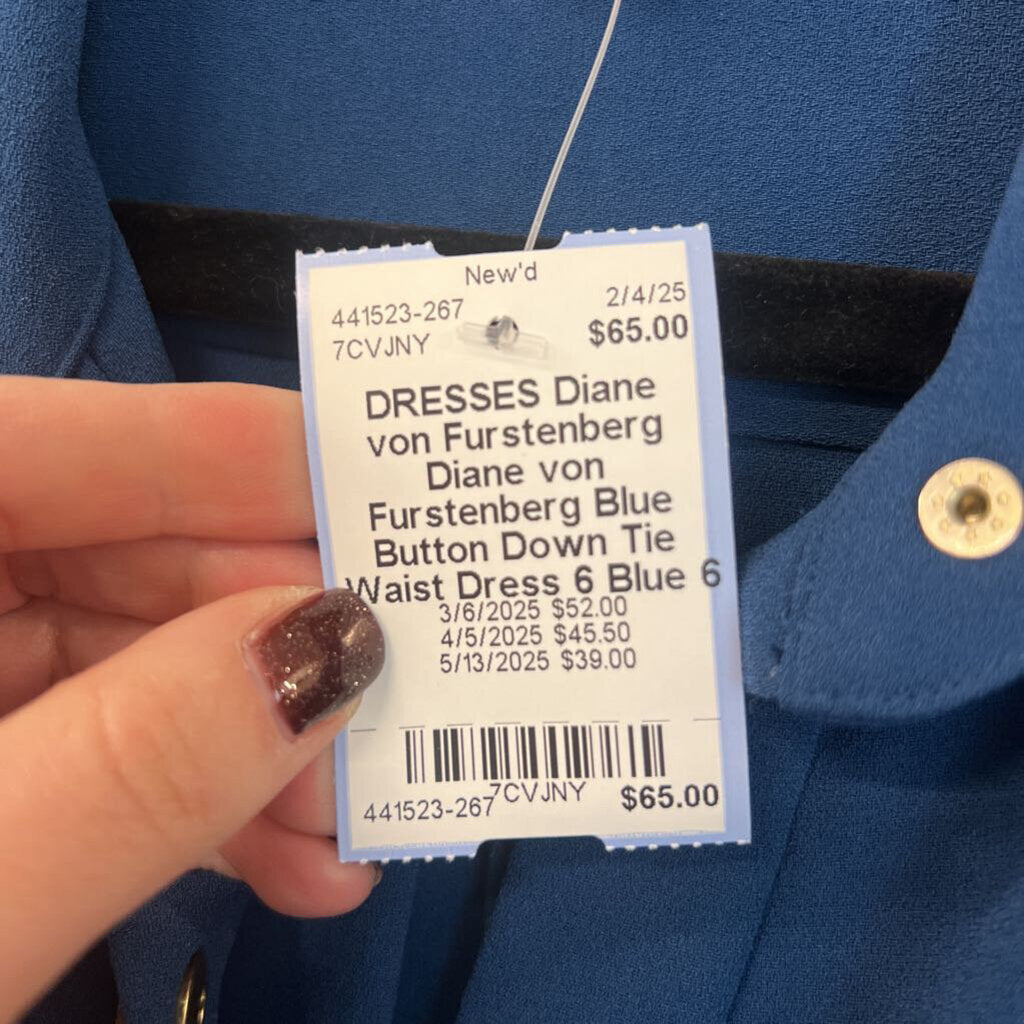 New'd
441523-267 2/4/25
7CVJNY $65.00
DRESSES Diane
von Furstenberg
Diane von
Furstenberg Blue
Button Down Tie
Waist Dress 6 Blue 6
3/6/2025 $52.00
4/5/2025 $45.50
5/13/2025 $39.00
441523-267 7CVJNY $65.00